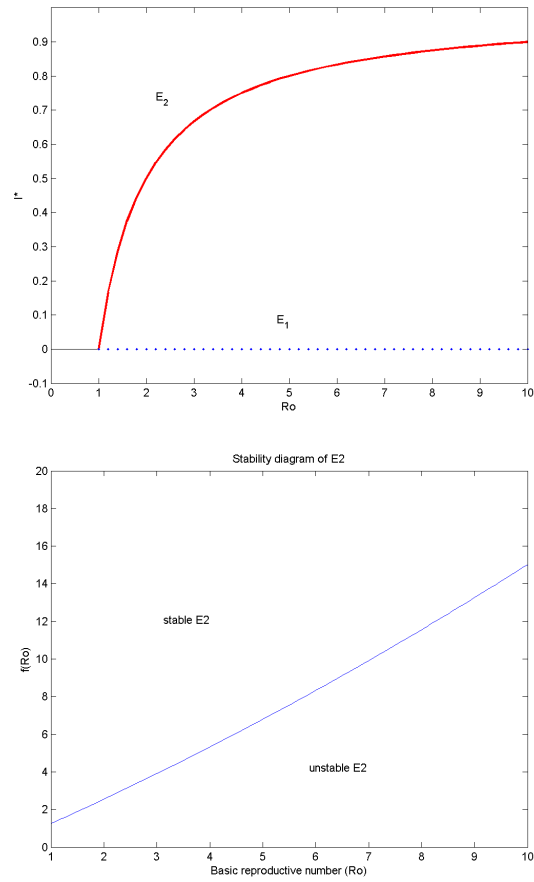 0.9
0.8
0.7
0.6
0.5
0.4
0.3
0.2
0.1
0
-0.1
I*
E2
E1
0 1 2 3 4 5 6 7 8 9 10
Ro
Stability diagram of E2
20
18
16
14
12
10
8
6
4
2
0
f(Ro)
stable E2
unstable E2
1 2 3 4 5 6 7 8 9 10
Basic reproductive number (Ro)